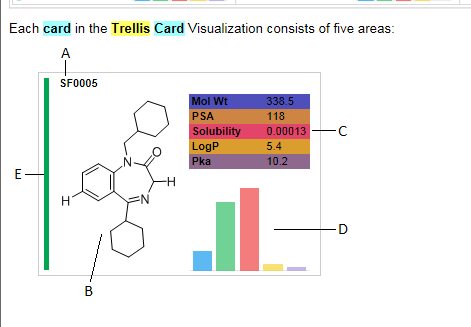 Each card in the Trellis Card Visualization consists of five areas:
A
SF0005
Mol Wt 338.5
PSA 118
Solubility 0.00013
LogP 5.4
Pka 10.2
C
E
O
N
H
H
N
D
B